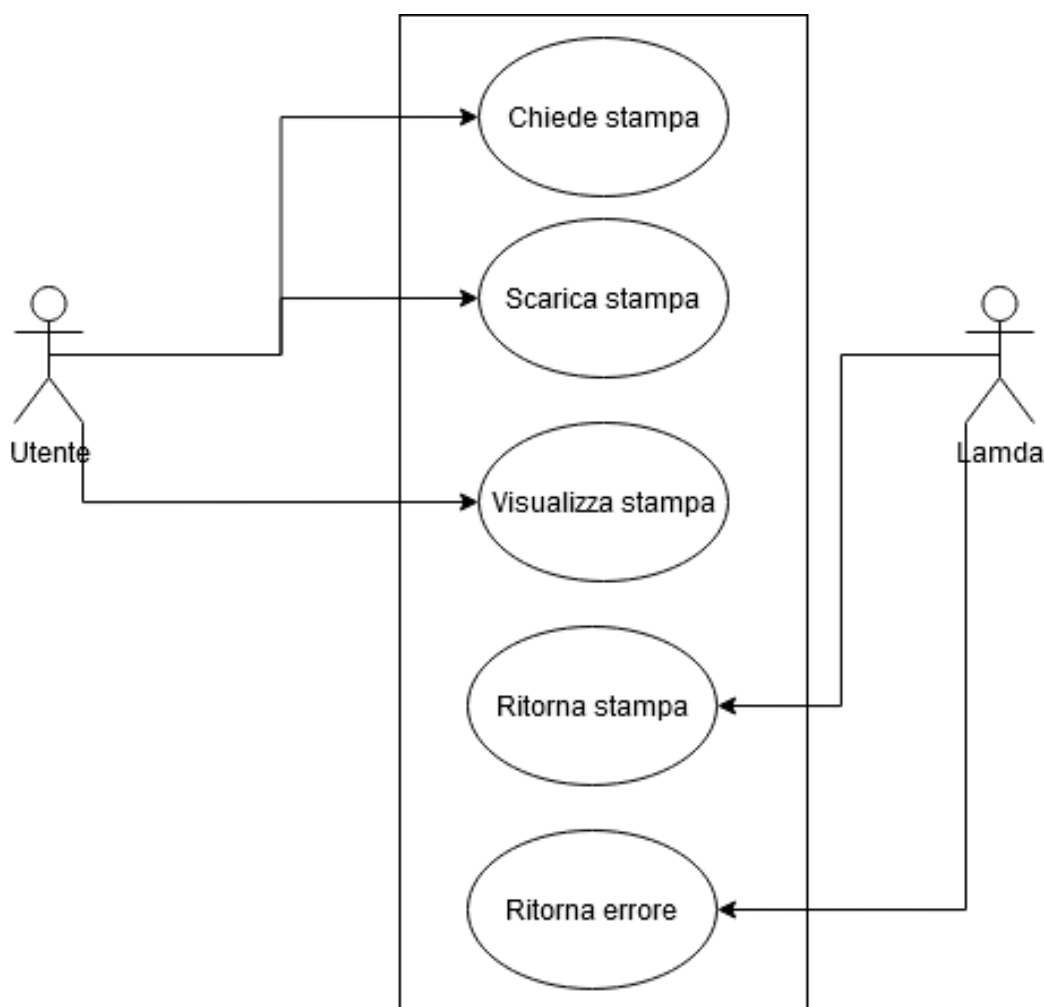 Chiede stampa
Scarica stampa
Utente
Lamda
Visualizza stampa
Ritorna stampa
Ritorna errore